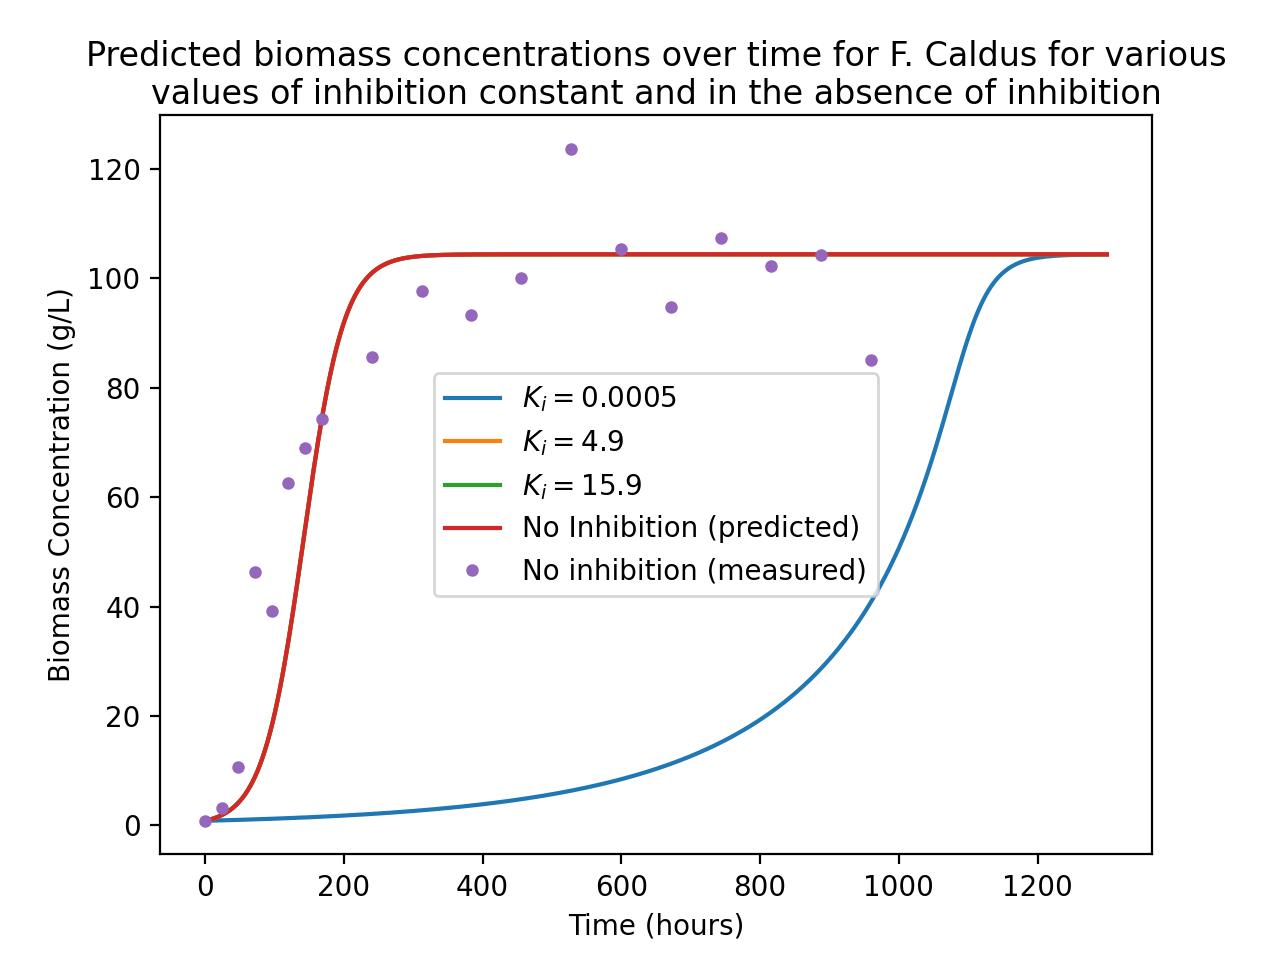 Predicted biomass concentrations over time for F. Caldus for various
values of inhibition constant and in the absence of inhibition
Biomass Concentration (g/L)
120
100
80
60
40
20
0
K_i = 0.0005
K_i = 4.9
K_i = 15.9
No Inhibition (predicted)
No inhibition (measured)
0 200 400 600 800 1000 1200
Time (hours)